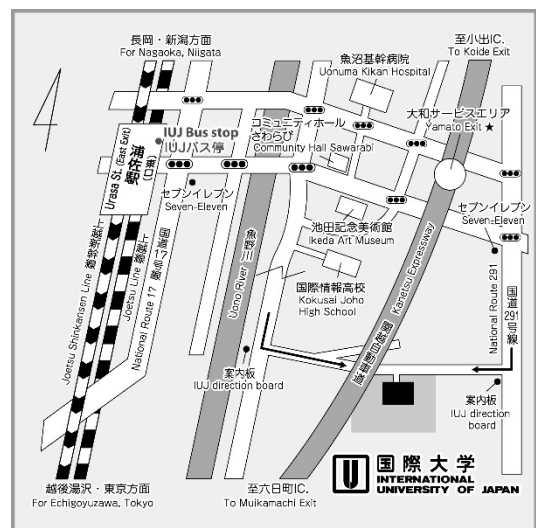 長岡・新潟方面
For Nagaoka, Niigata
至小出IC.
To Koide Exit
魚沼基幹病院
Uonuma Kikan Hospital
大和サービスエリア
Yamato Exit ★
コミュニティホール
さわらび
Community Hall Sawarabi
IUJ Bus stop
IUJバス停
浦佐駅
(東口)
Urasa St. (East Exit)
セブンイレブン
Seven-Eleven
池田記念美術館
Ikeda Art Museum
セブンイレブン
Seven-Eleven
国際情報高校
Kokusai Joho
High School
上越新幹線
Joetsu Shinkansen Line
上越線
Joetsu Line
国道17号線
National Route 17
魚野川
Uono River
関越自動車道
Kanetsu Expressway
National Route 291
国道291号線
案内板
IUJ direction
board
案内板
IUJ direction
board
越後湯沢・東京方面
For Echigoyuzawa, Tokyo
至六日町IC.
To Muikamachi Exit
国際大学
INTERNATIONAL
UNIVERSITY OF JAPAN